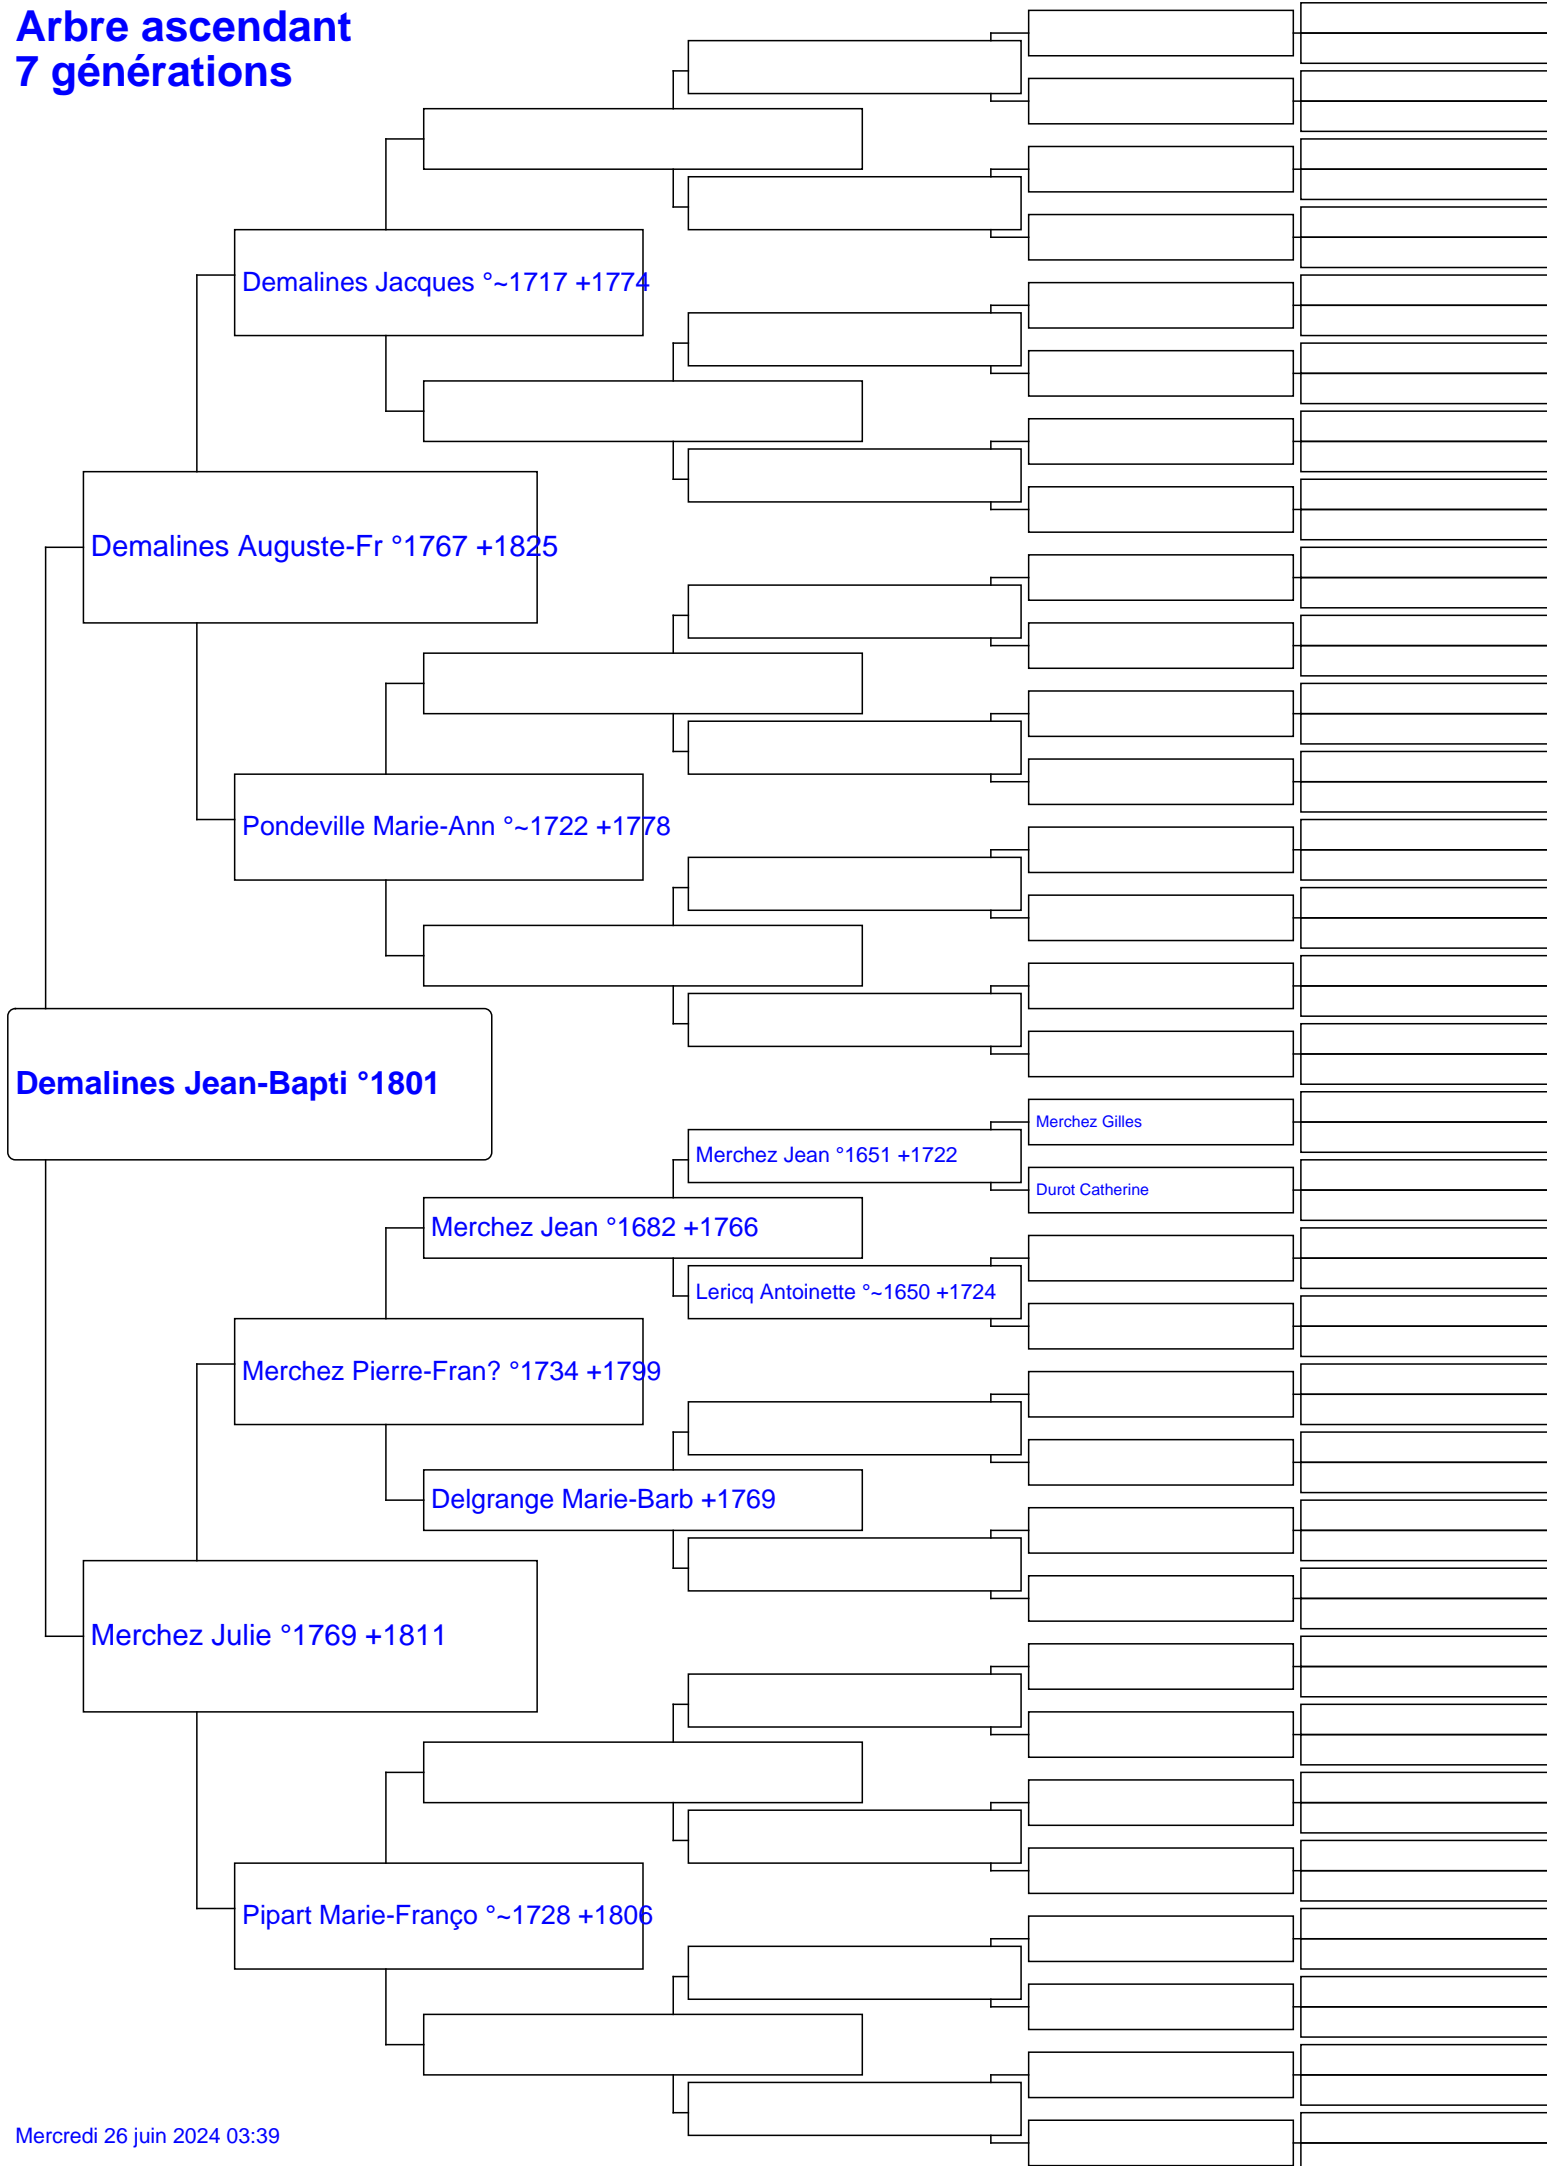 Arbre ascendant
7 générations
Demalines Jacques °~1717 +1774
Demalines Auguste-Fr °1767 +1825
Pondeville Marie-Ann °~1722 +1778
Demalines Jean-Bapti °1801
Merchez Gilles
Merchez Jean °1651 +1722
Durot Catherine
Merchez Jean °1682 +1766
Lericq Antoinette °~1650 +1724
Merchez Pierre-Fran? °1734 +1799
Delgrange Marie-Barb +1769
Merchez Julie °1769 +1811
Pipart Marie-Franço °~1728 +1806
Mercredi 26 juin 2024 03:39